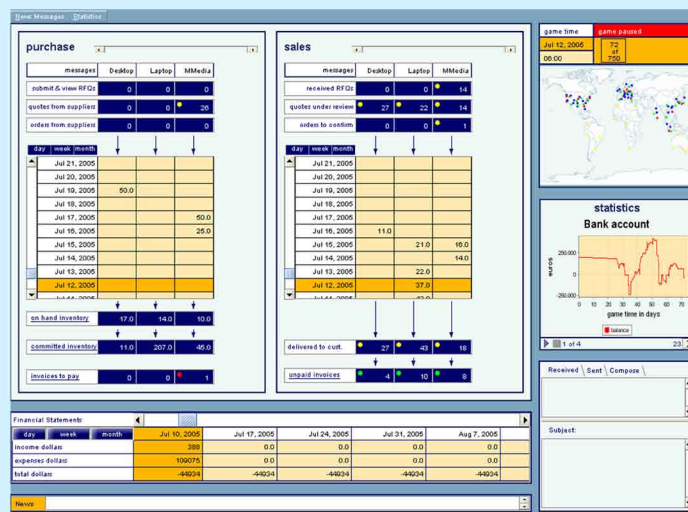 News Messages Statistics
purchase
messages Desktop Laptop MMedia
submit & view RFQs 0 0 0
quotes from suppliers 0 0 26
orders from suppliers 0 0 0
day week month
Jul 21, 2005
Jul 20, 2005
Jul 19, 2005 50.0
Jul 18, 2005
Jul 17, 2005 50.0
Jul 16, 2005 25.0
Jul 15, 2005
Jul 14, 2005
Jul 13, 2005
Jul 12, 2005
on hand inventory 17.0 14.0 10.0
committed inventory 11.0 207.0 45.0
invoices to pay 0 0 1
sales
messages Desktop Laptop MMedia
received RFQs 0 0 14
quotes under review 27 22 14
orders to confirm 0 0 1
day week month
Jul 21, 2005
Jul 20, 2005
Jul 19, 2005
Jul 18, 2005
Jul 17, 2005
Jul 16, 2005 11.0
Jul 15, 2005 21.0 16.0
Jul 14, 2005 14.0
Jul 13, 2005 22.0
Jul 12, 2005 37.0
delivered to cust. 27 43 18
unpaid invoices 4 10 8
game time game paused
Jul 12, 2005 72
of
06:00 750
statistics
Bank account
euros
250.000
0
-250.000
0 10 20 30 40 50 60 70
game time in days
balance
1 of 4 23
Received Sent Compose
Subject:
Financial Statements
day week month Jul 10, 2005 Jul 17, 2005 Jul 24, 2005 Jul 31, 2005 Aug 7, 2005
income dollars 388 0.0 0.0 0.0 0.0
expenses dollars 109075 0.0 0.0 0.0 0.0
total dollars -44934 -44934 -44934 -44934 -44934
News